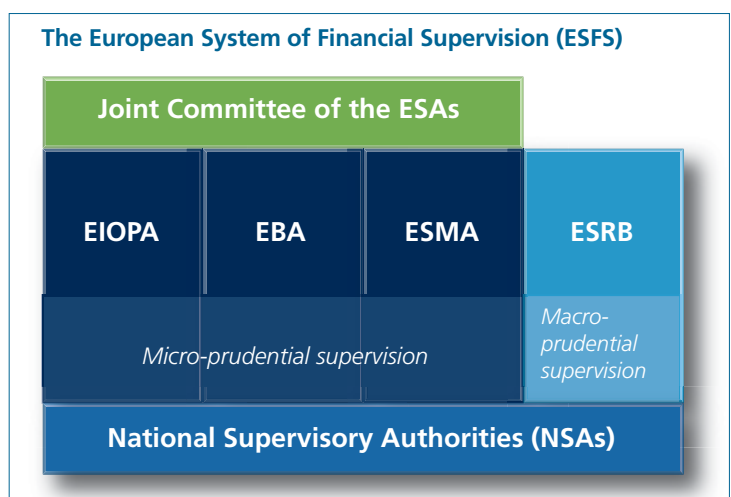 The European System of Financial Supervision (ESFS)
Joint Committee of the ESAs
EIOPA
EBA
ESMA
ESRB
Micro-prudential supervision
Macro-
prudential
supervision
National Supervisory Authorities (NSAs)